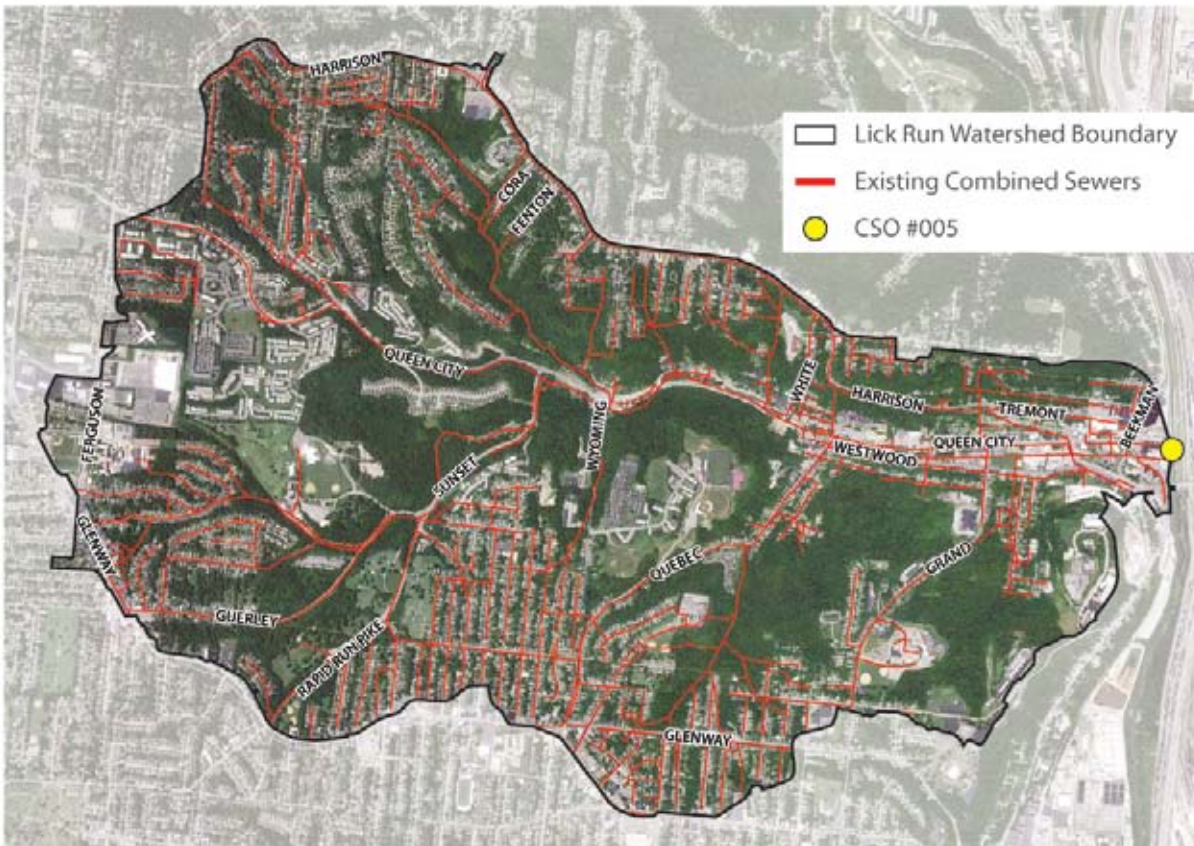 HARRISON
Lick Run Watershed Boundary
Existing Combined Sewers
CSO #005
CORA
FENTON
QUEEN CITY
WYOMING
WHITE
HARRISON
TREMONT
BEEKMAN
QUEEN CITY
WESTWOOD
FERGUSON
SUNSET
GLENWAY
QUEBEC
GRAND
GUERLEY
RAPID RUN PIKE
GLENWAY